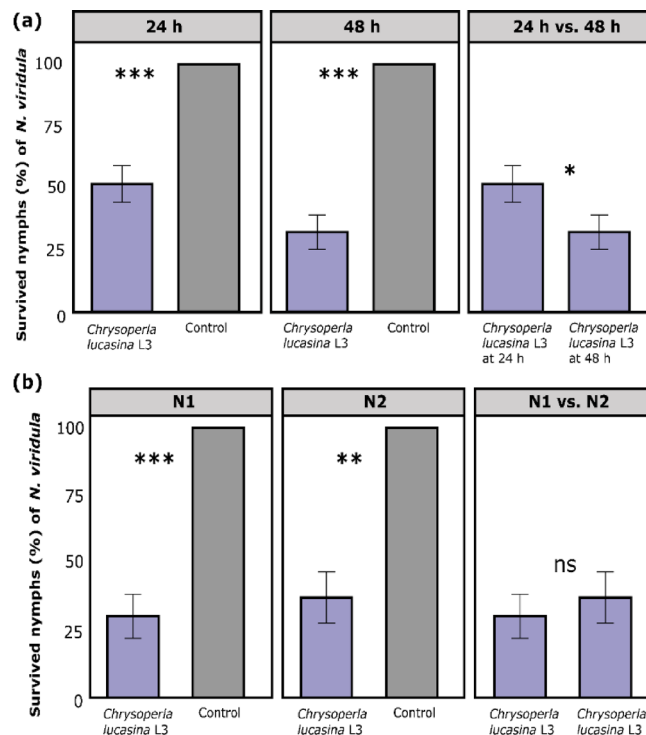 (a)
24 h
48 h
24 h vs. 48 h
Survived nymphs (%) of N. viridula
100
75
50
25
0
***
***
*
Chrysoperla
lucasina L3
Control
Chrysoperla
lucasina L3
Control
Chrysoperla
lucasina L3
at 24 h
Chrysoperla
lucasina L3
at 48 h
(b)
N1
N2
N1 vs. N2
Survived nymphs (%) of N. viridula
100
75
50
25
0
***
**
ns
Chrysoperla
lucasina L3
Control
Chrysoperla
lucasina L3
Control
Chrysoperla
lucasina L3
Chrysoperla
lucasina L3